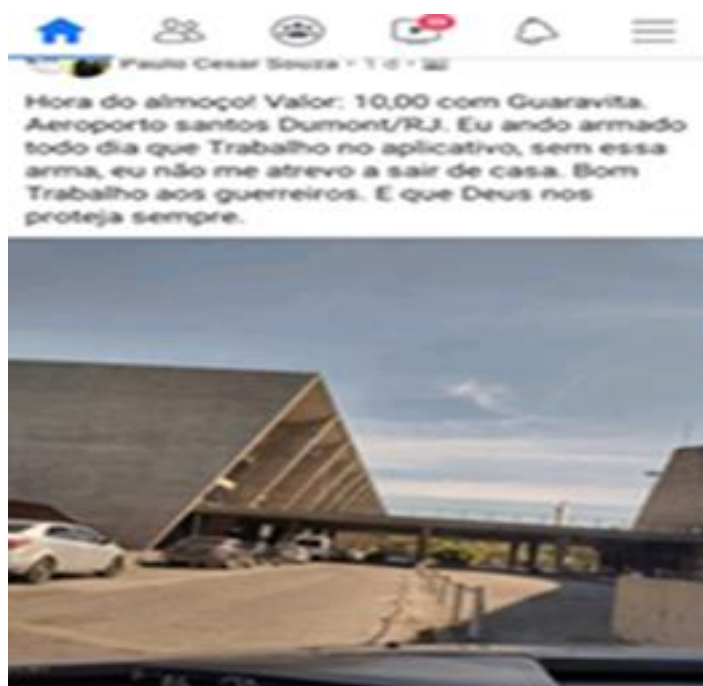 Paulo Cesar Souza • 1 d •
Hora do almoço! Valor: 10,00 com Guaravita.
Aeroporto santos Dumont/RJ. Eu ando armado
todo dia que Trabalho no aplicativo, sem essa
arma, eu não me atrevo a sair de casa. Bom
Trabalho aos guerreiros. E que Deus nos
proteja sempre.